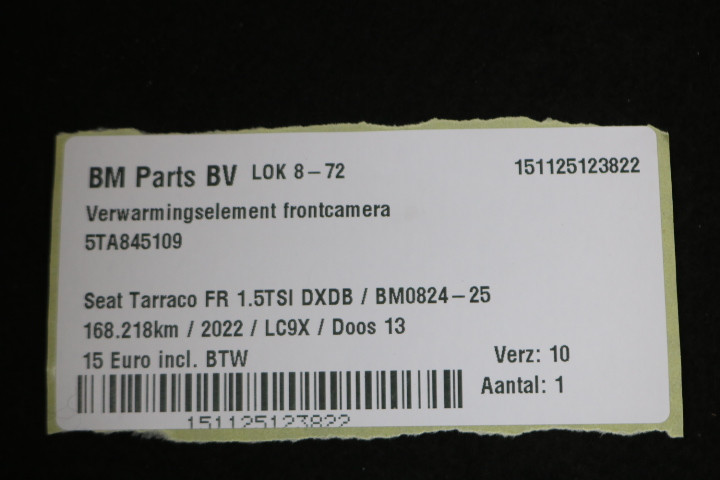 BM Parts BV LOK 8-72 151125123822
Verwarmingselement frontcamera
5TA845109
Seat Tarraco FR 1.5TSI DXDB / BM0824-25
168.218km / 2022 / LC9X / Doos 13
15 Euro incl. BTW Verz: 10
Aantal: 1
151125123822